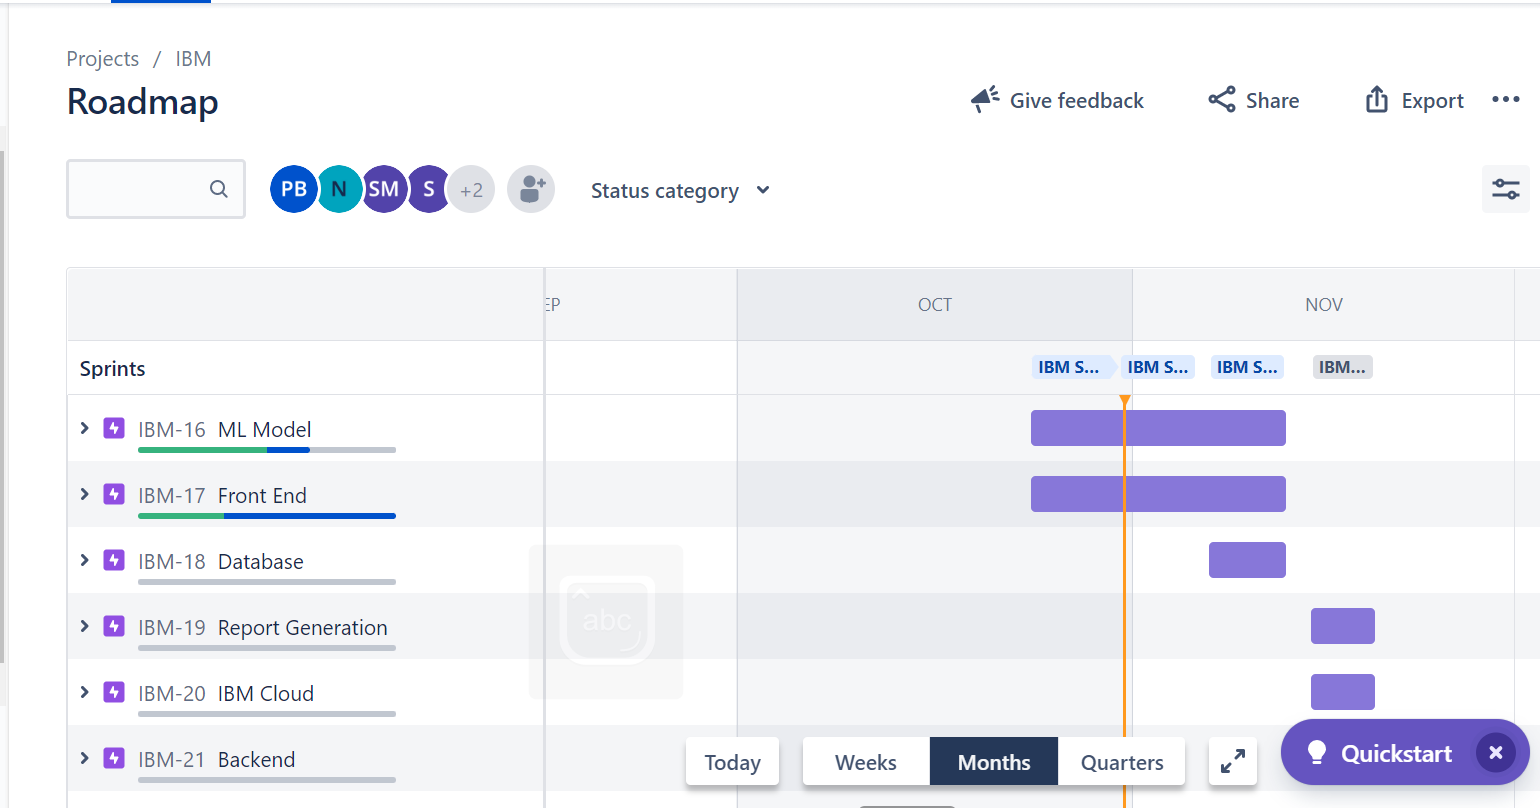 Projects / IBM
Roadmap
Give feedback
Share
Export
PB N SM S +2
Status category
EP OCT NOV
Sprints
IBM S... IBM S... IBM S... IBM...
IBM-16 ML Model
IBM-17 Front End
IBM-18 Database
IBM-19 Report Generation
IBM-20 IBM Cloud
IBM-21 Backend
abc
Today Weeks Months Quarters
Quickstart